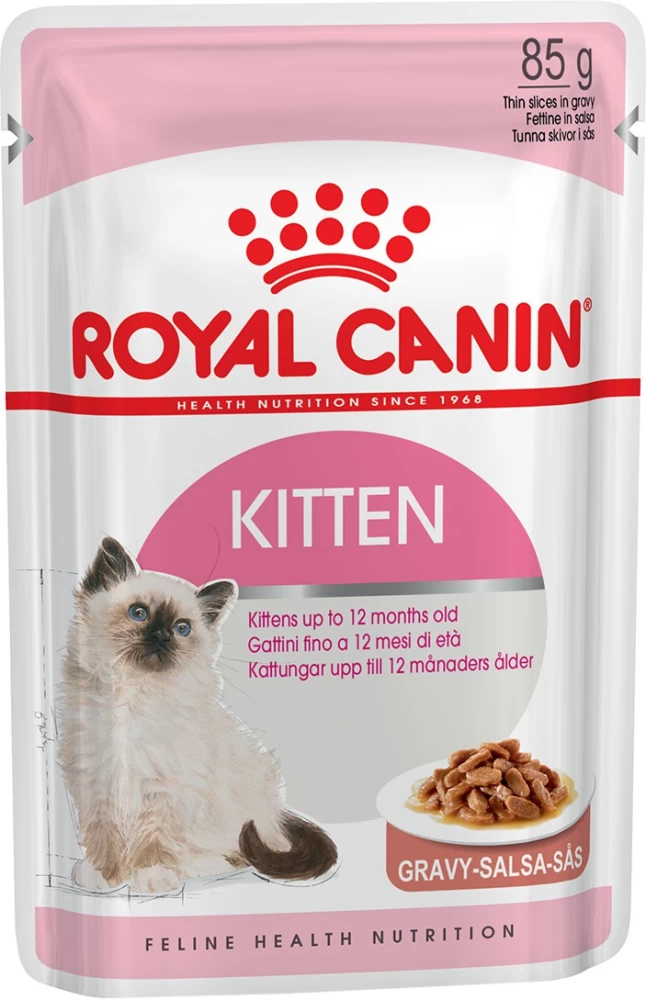 85 g
Thin slices in gravy
Fettine in salsa
Tunna skivor i sås
ROYAL CANIN®
HEALTH NUTRITION SINCE 1968
KITTEN
Kittens up to 12 months old
Gattini fino a 12 mesi di età
Kattungar upp till 12 månaders ålder
GRAVY-SALSA-SÅS
FELINE HEALTH NUTRITION